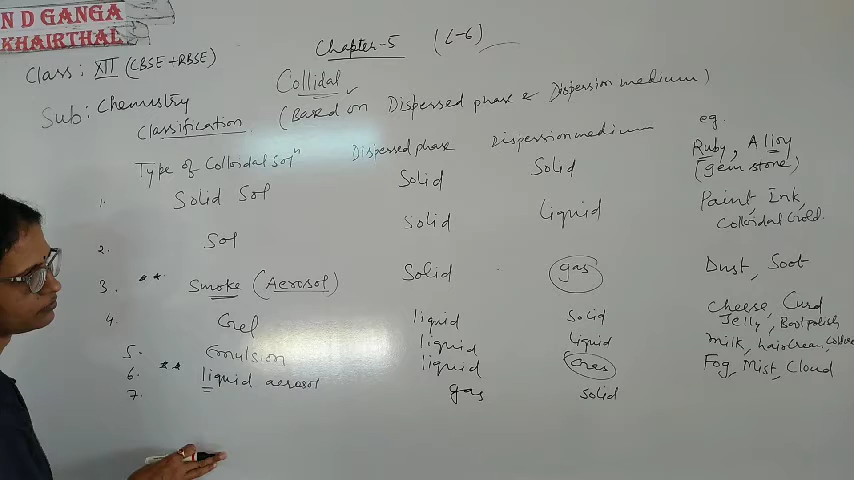 N D GANGA
KHAIRTHAL
Chapter-5 (L-6)
Class: XII (CBSE+RBSE)
Collidal
Sub: Chemistry
(Based on Dispersed phase & Dispersion medium)
Classification
Type of Colloidal Solⁿ Dispersed phase Dispersion medium eg.
1. Solid Sol Solid Solid Ruby, Alloy
(gem stone)
2. Sol Solid Liquid Paint, Ink,
Colloidal Gold.
3. ** Smoke (Aerosol) Solid gas Dust, Soot
4. Gel liquid Solid Cheese, Curd
Jelly, Boot polish
5. Emulsion liquid liquid milk, hair cream,
6. ** liquid aerosol liquid Gas Fog, Mist, Cloud
7. gas solid